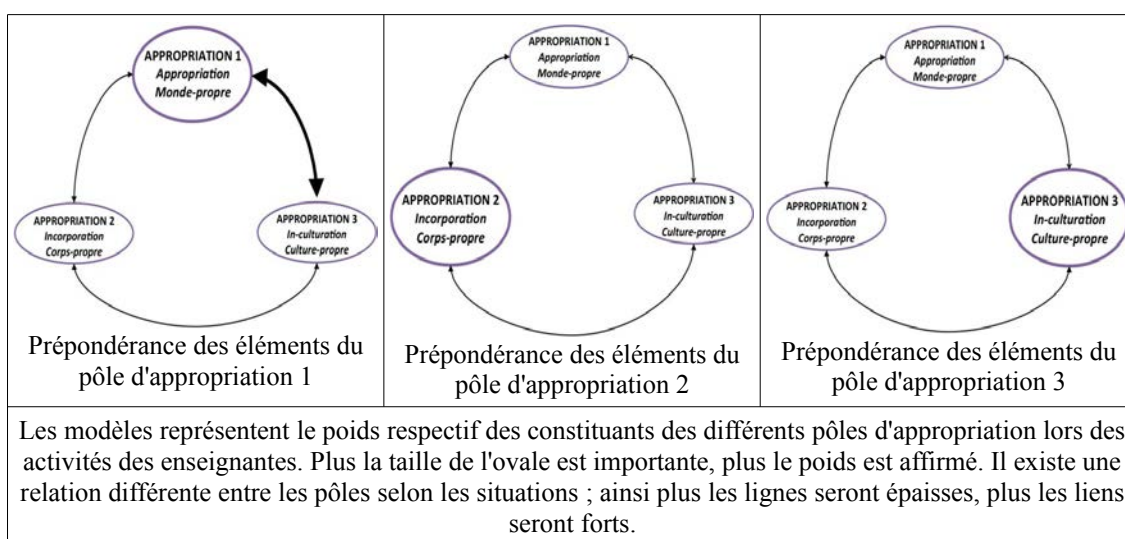 APPROPRIATION 1
Appropriation
Monde-propre
APPROPRIATION 2
Incorporation
Corps-propre
APPROPRIATION 3
In-culturation
Culture-propre
Prépondérance des éléments du
pôle d'appropriation 1
APPROPRIATION 1
Appropriation
Monde-propre
APPROPRIATION 2
Incorporation
Corps-propre
APPROPRIATION 3
In-culturation
Culture-propre
Prépondérance des éléments du
pôle d'appropriation 2
APPROPRIATION 1
Appropriation
Monde-propre
APPROPRIATION 2
Incorporation
Corps-propre
APPROPRIATION 3
In-culturation
Culture-propre
Prépondérance des éléments du
pôle d'appropriation 3
Les modèles représentent le poids respectif des constituants des différents pôles d'appropriation lors des
activités des enseignantes. Plus la taille de l'ovale est importante, plus le poids est affirmé. Il existe une
relation différente entre les pôles selon les situations ; ainsi plus les lignes seront épaisses, plus les liens
seront forts.